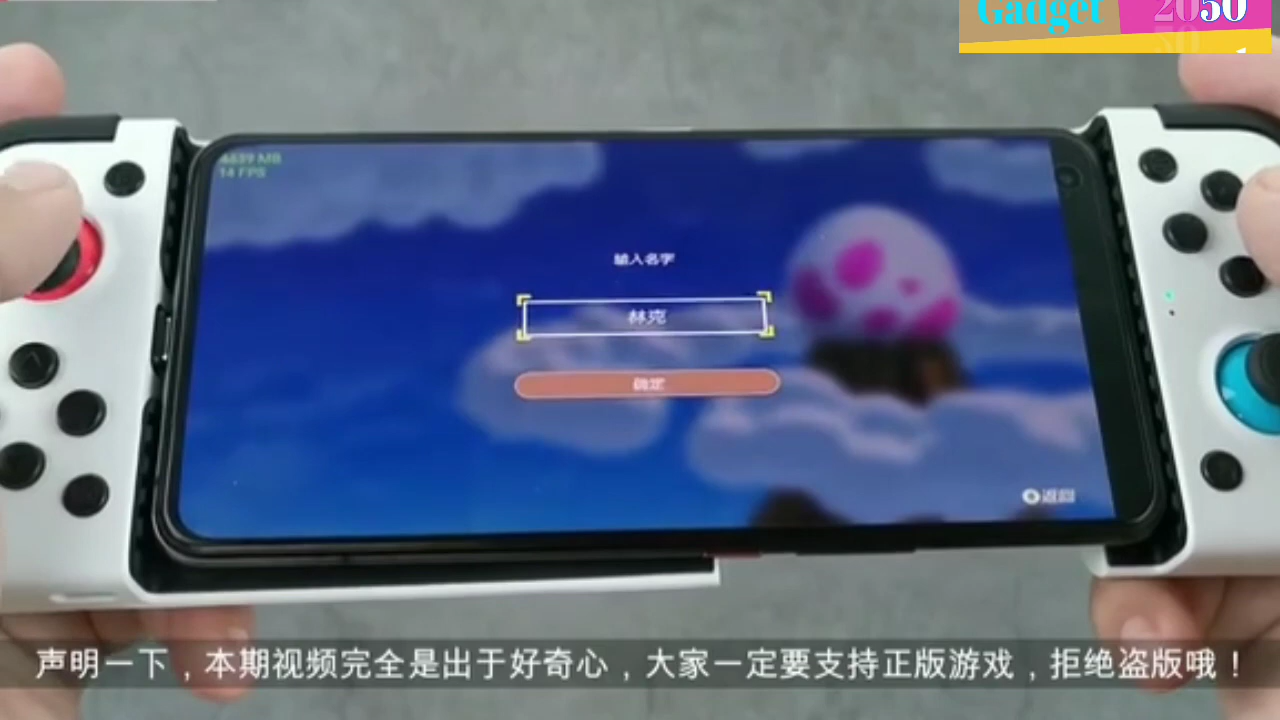 Gadget 2050
4639 MB
14 FPS
输入名字
林克
确定
返回
声明一下，本期视频完全是出于好奇心，大家一定要支持正版游戏，拒绝盗版哦！